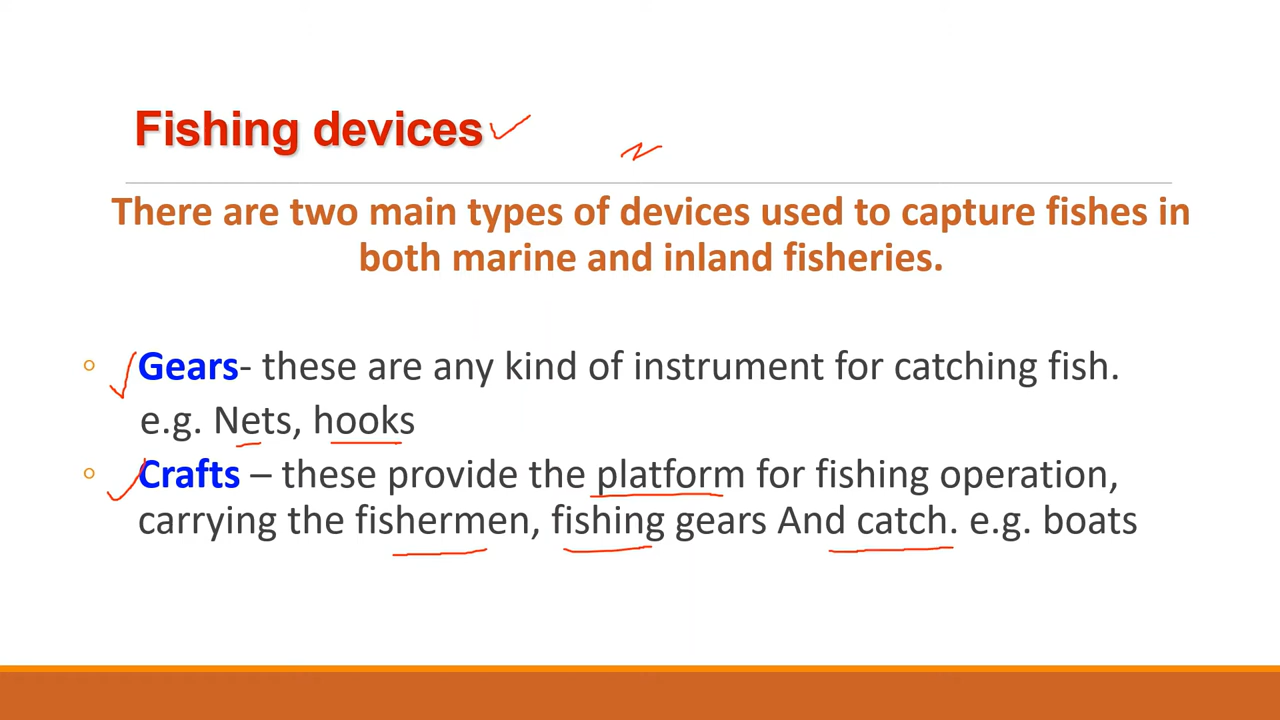 Fishing devices
There are two main types of devices used to capture fishes in
both marine and inland fisheries.
Gears- these are any kind of instrument for catching fish.
e.g. Nets, hooks
Crafts – these provide the platform for fishing operation,
carrying the fishermen, fishing gears And catch. e.g. boats